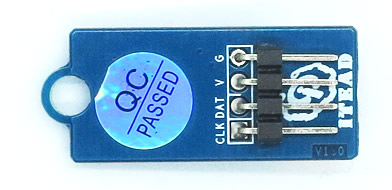 QC
PASSED
G
V
DAT
CLK
ITEAD
V1.0